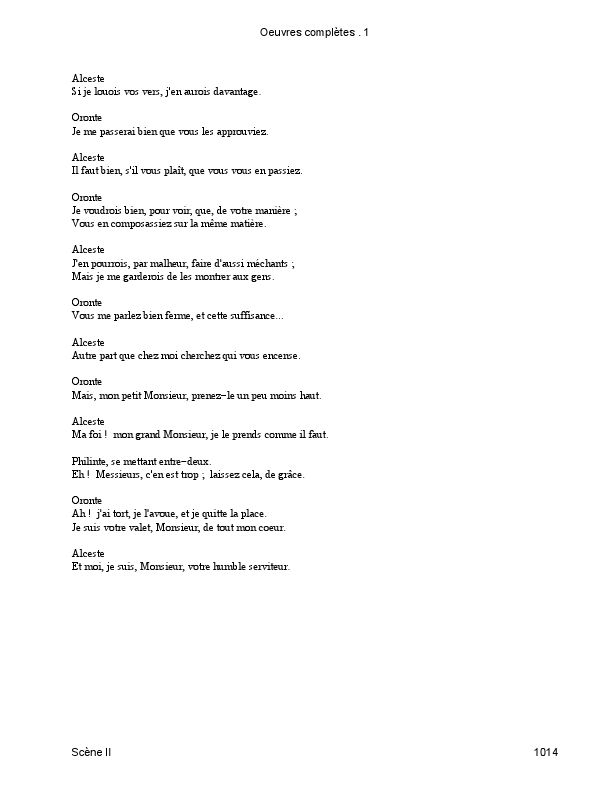 Oeuvres complètes . 1
Alceste
Si je louois vos vers, j'en aurois davantage.
Oronte
Je me passerai bien que vous les approuviez.
Alceste
Il faut bien, s'il vous plaît, que vous vous en passiez.
Oronte
Je voudrois bien, pour voir, que, de votre manière ;
Vous en composassiez sur la même matière.
Alceste
J'en pourrois, par malheur, faire d'aussi méchants ;
Mais je me garderois de les montrer aux gens.
Oronte
Vous me parlez bien ferme, et cette suffisance...
Alceste
Autre part que chez moi cherchez qui vous encense.
Oronte
Mais, mon petit Monsieur, prenez-le un peu moins haut.
Alceste
Ma foi ! mon grand Monsieur, je le prends comme il faut.
Philinte, se mettant entre-deux.
Eh ! Messieurs, c'en est trop ; laissez cela, de grâce.
Oronte
Ah ! j'ai tort, je l'avoue, et je quitte la place.
Je suis votre valet, Monsieur, de tout mon coeur.
Alceste
Et moi, je suis, Monsieur, votre humble serviteur.
Scène II
1014